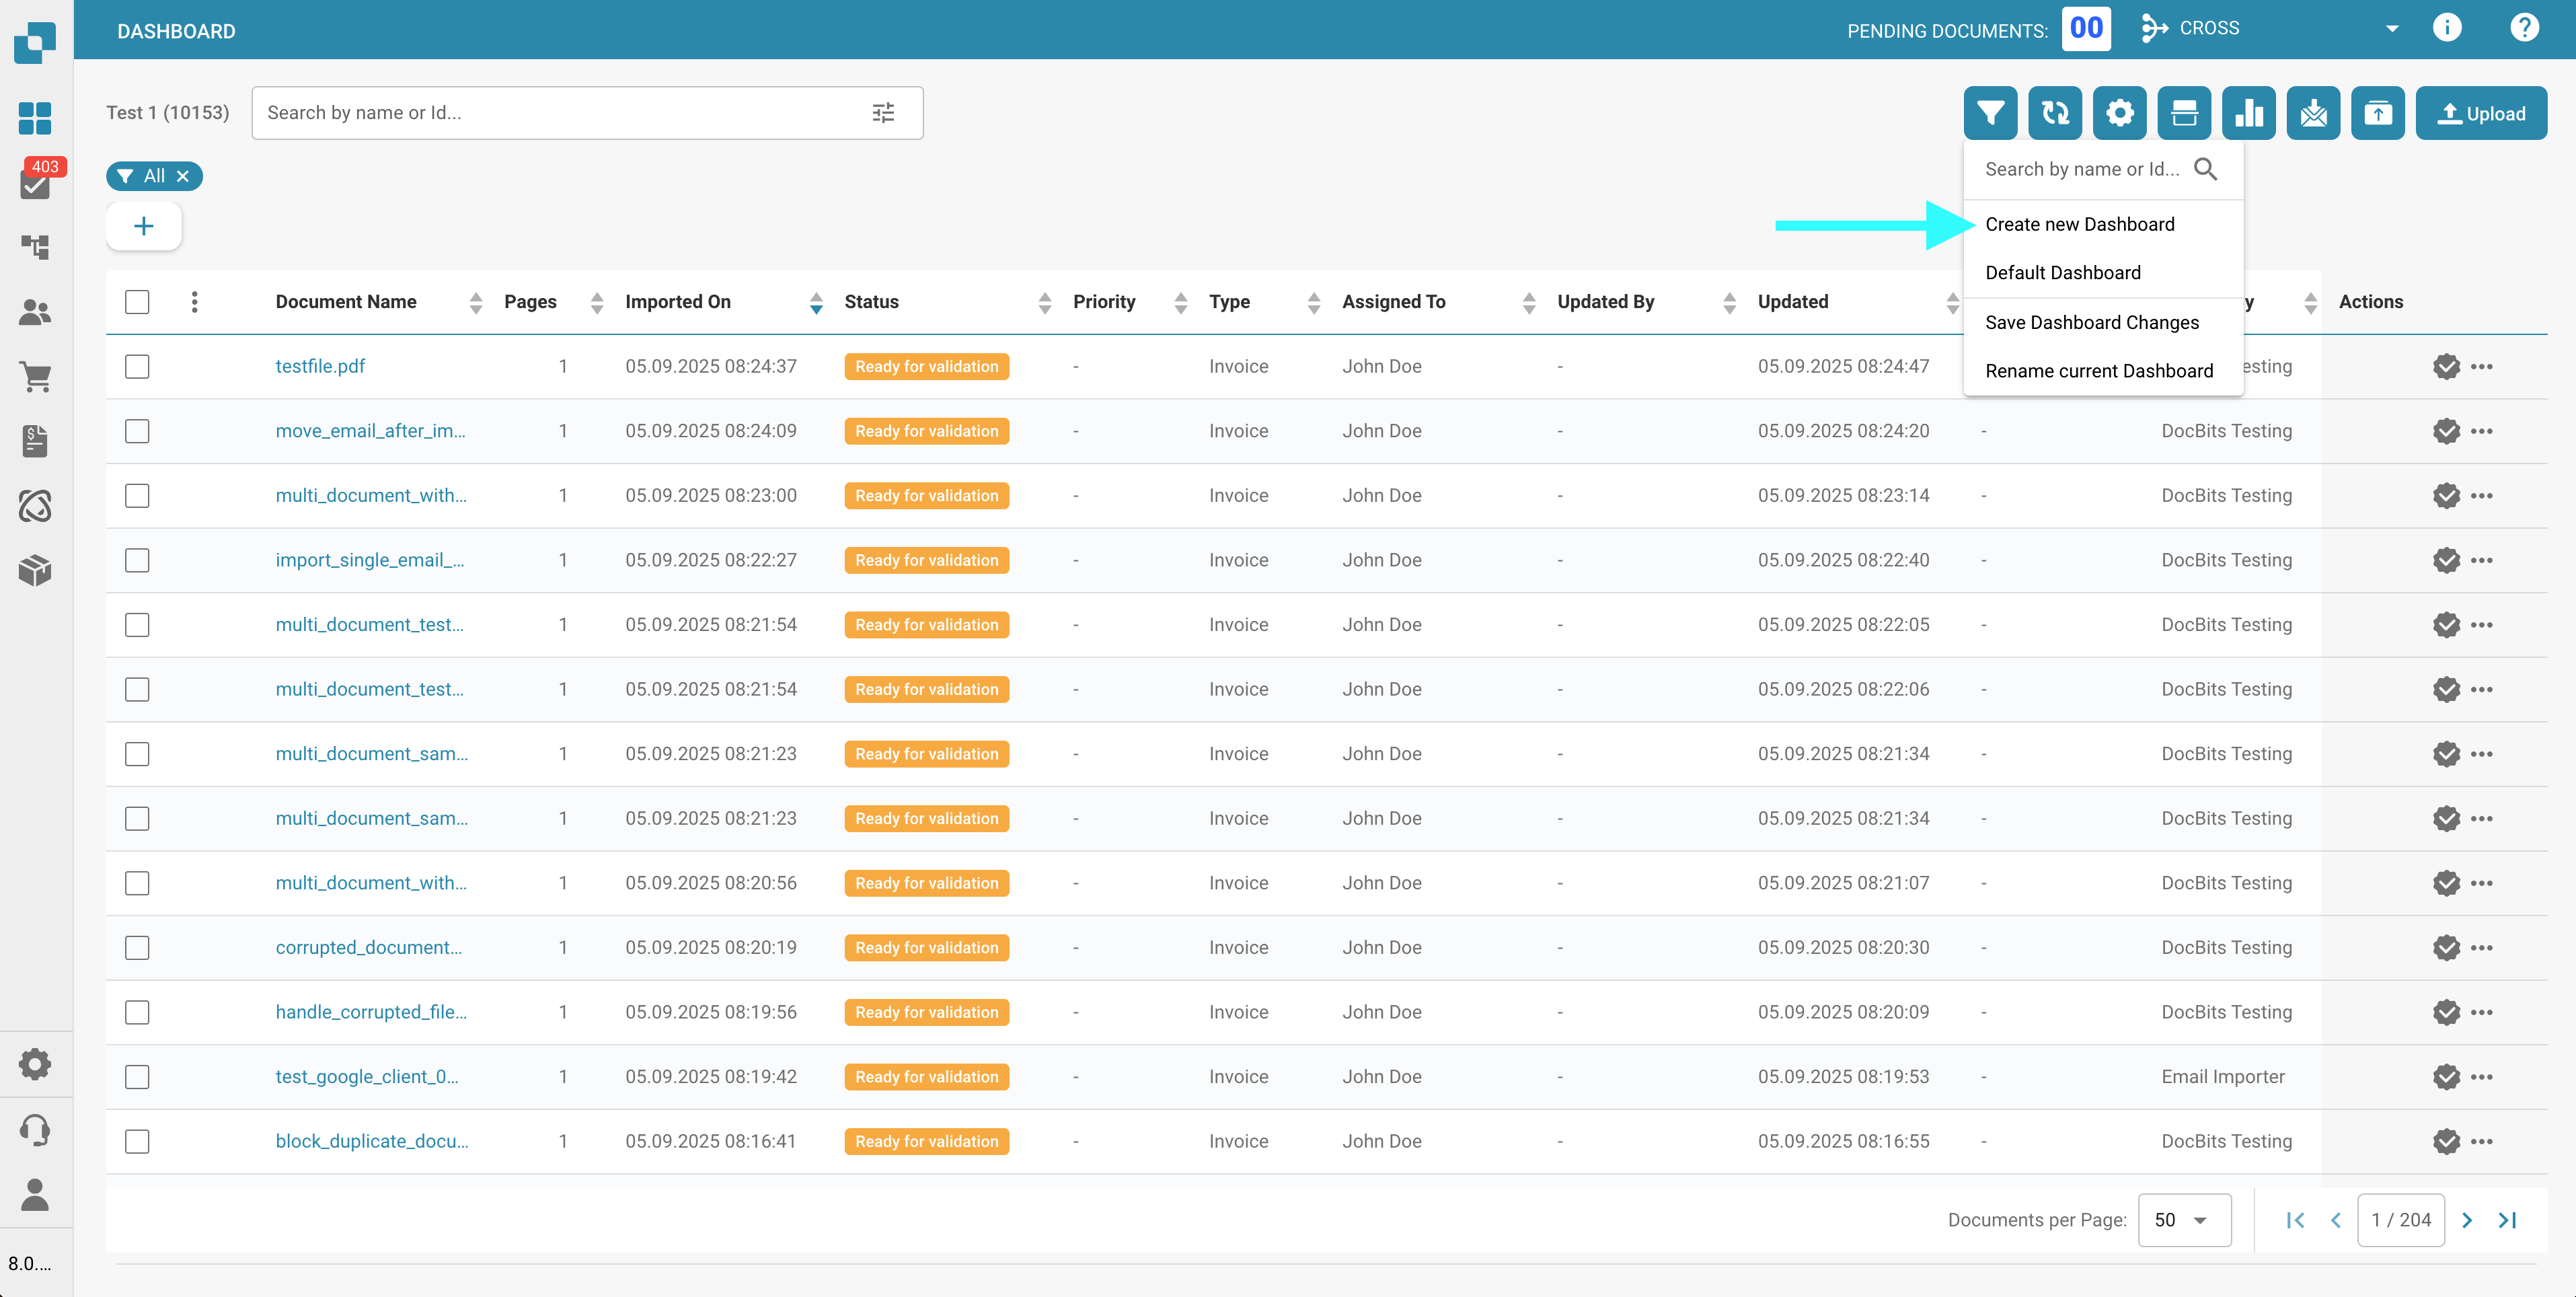 DASHBOARD
PENDING DOCUMENTS: 00 CROSS
Test 1 (10153) Search by name or Id... Upload
403
All
Search by name or Id...
Create new Dashboard
Default Dashboard
Save Dashboard Changes
Rename current Dashboard
Document Name Pages Imported On Status Priority Type Assigned To Updated By Updated y Actions
testfile.pdf 1 05.09.2025 08:24:37 Ready for validation - Invoice John Doe - 05.09.2025 08:24:47 esting
move_email_after_im... 1 05.09.2025 08:24:09 Ready for validation - Invoice John Doe - 05.09.2025 08:24:20 - DocBits Testing
multi_document_with... 1 05.09.2025 08:23:00 Ready for validation - Invoice John Doe - 05.09.2025 08:23:14 - DocBits Testing
import_single_email_... 1 05.09.2025 08:22:27 Ready for validation - Invoice John Doe - 05.09.2025 08:22:40 - DocBits Testing
multi_document_test... 1 05.09.2025 08:21:54 Ready for validation - Invoice John Doe - 05.09.2025 08:22:05 - DocBits Testing
multi_document_test... 1 05.09.2025 08:21:54 Ready for validation - Invoice John Doe - 05.09.2025 08:22:06 - DocBits Testing
multi_document_sam... 1 05.09.2025 08:21:23 Ready for validation - Invoice John Doe - 05.09.2025 08:21:34 - DocBits Testing
multi_document_sam... 1 05.09.2025 08:21:23 Ready for validation - Invoice John Doe - 05.09.2025 08:21:34 - DocBits Testing
multi_document_with... 1 05.09.2025 08:20:56 Ready for validation - Invoice John Doe - 05.09.2025 08:21:07 - DocBits Testing
corrupted_document... 1 05.09.2025 08:20:19 Ready for validation - Invoice John Doe - 05.09.2025 08:20:30 - DocBits Testing
handle_corrupted_file... 1 05.09.2025 08:19:56 Ready for validation - Invoice John Doe - 05.09.2025 08:20:09 - DocBits Testing
test_google_client_0... 1 05.09.2025 08:19:42 Ready for validation - Invoice John Doe - 05.09.2025 08:19:53 - Email Importer
block_duplicate_docu... 1 05.09.2025 08:16:41 Ready for validation - Invoice John Doe - 05.09.2025 08:16:55 - DocBits Testing
Documents per Page: 50 1 / 204
8.0....